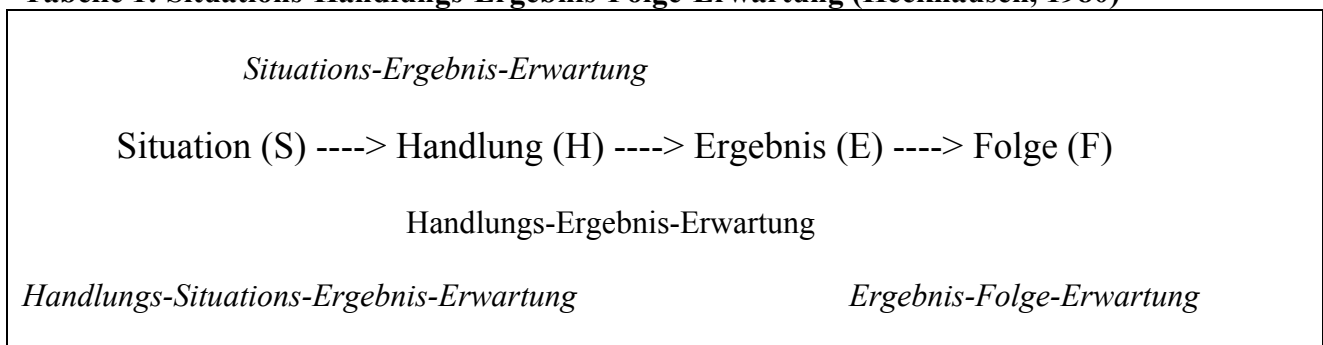 Tabelle 1: Situations-Handlungs-Ergebnis-Folge-Erwartung (Heckhausen, 1980)
Situations-Ergebnis-Erwartung
Situation (S) ----> Handlung (H) ----> Ergebnis (E) ----> Folge (F)
Handlungs-Ergebnis-Erwartung
Handlungs-Situations-Ergebnis-Erwartung Ergebnis-Folge-Erwartung